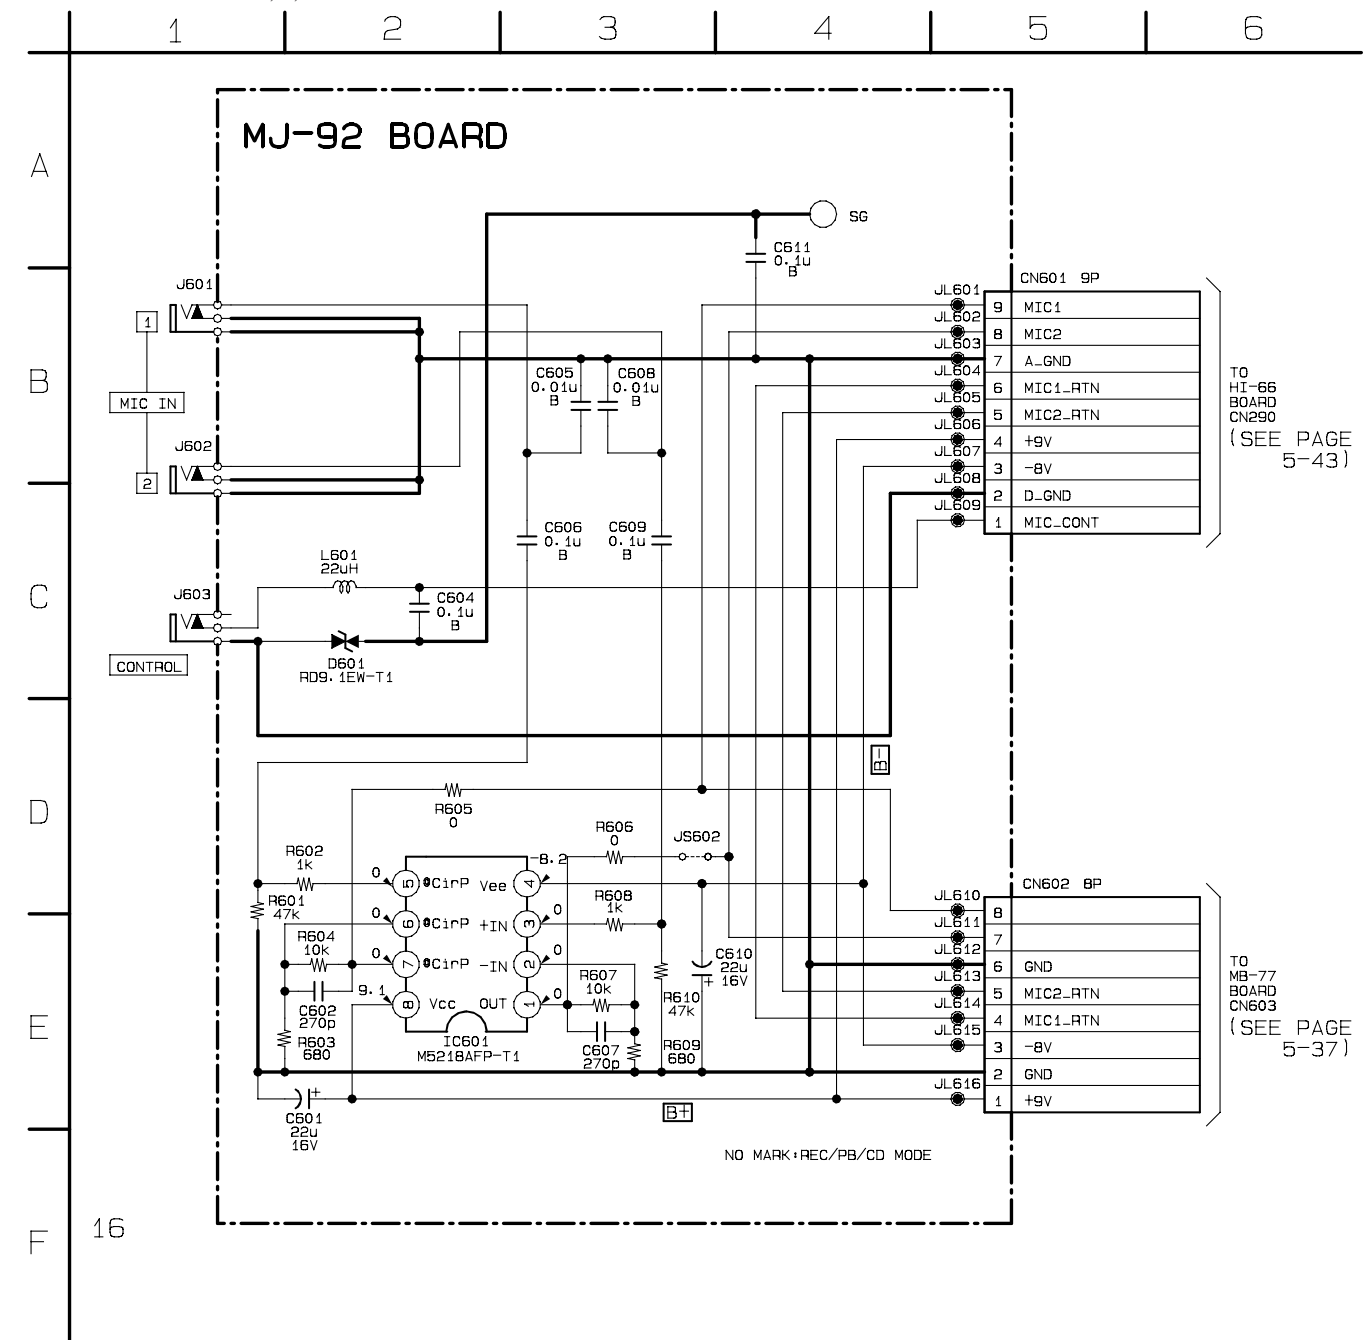 1 2 3 4 5 6
A
B
C
D
E
F
MJ-92 BOARD
SG
C611
0.1u
B
J601
1
MIC IN
J602
2
J603
CONTROL
C605
0.01u
B
C608
0.01u
B
C606
0.1u
B
C609
0.1u
B
L601
22uH
C604
0.1u
B
D601
RD9.1EW-T1
CN601 9P
JL601
9 MIC1
JL602
8 MIC2
JL603
7 A_GND
JL604
6 MIC1_RTN
JL605
5 MIC2_RTN
JL606
4 +9V
JL607
3 -8V
JL608
2 D_GND
JL609
1 MIC_CONT
TO
HI-66
BOARD
CN290
(SEE PAGE
5-43)
B-
R605
0
R606
0
JS602
R602
1k
R601
47k
R604
10k
C602
270p
R603
680
C601
22u
16V
0
0
0
9.1
5 CirP Vee 4
6 CirP +IN 3
7 CirP -IN 2
8 Vcc OUT 1
-8.2
0
0
0
IC601
M5218AFP-T1
R608
1k
R607
10k
C607
270p
R610
47k
R609
680
C610
22u
16V
+
+
B+
CN602 8P
JL610
8
JL611
7
JL612
6 GND
JL613
5 MIC2_RTN
JL614
4 MIC1_RTN
JL615
3 -8V
2 GND
JL616
1 +9V
TO
MB-77
BOARD
CN603
(SEE PAGE
5-37)
NO MARK:REC/PB/CD MODE
16